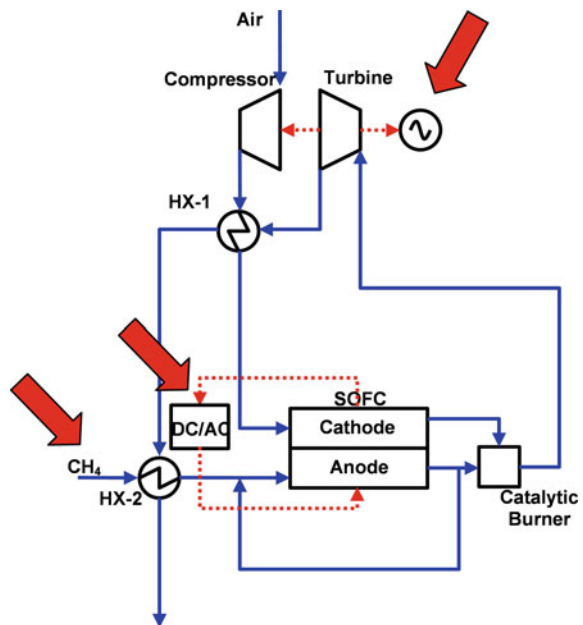 Air
Compressor
Turbine
HX-1
SOFC
DC/AC
Cathode
CH₄
Anode
HX-2
Catalytic
Burner